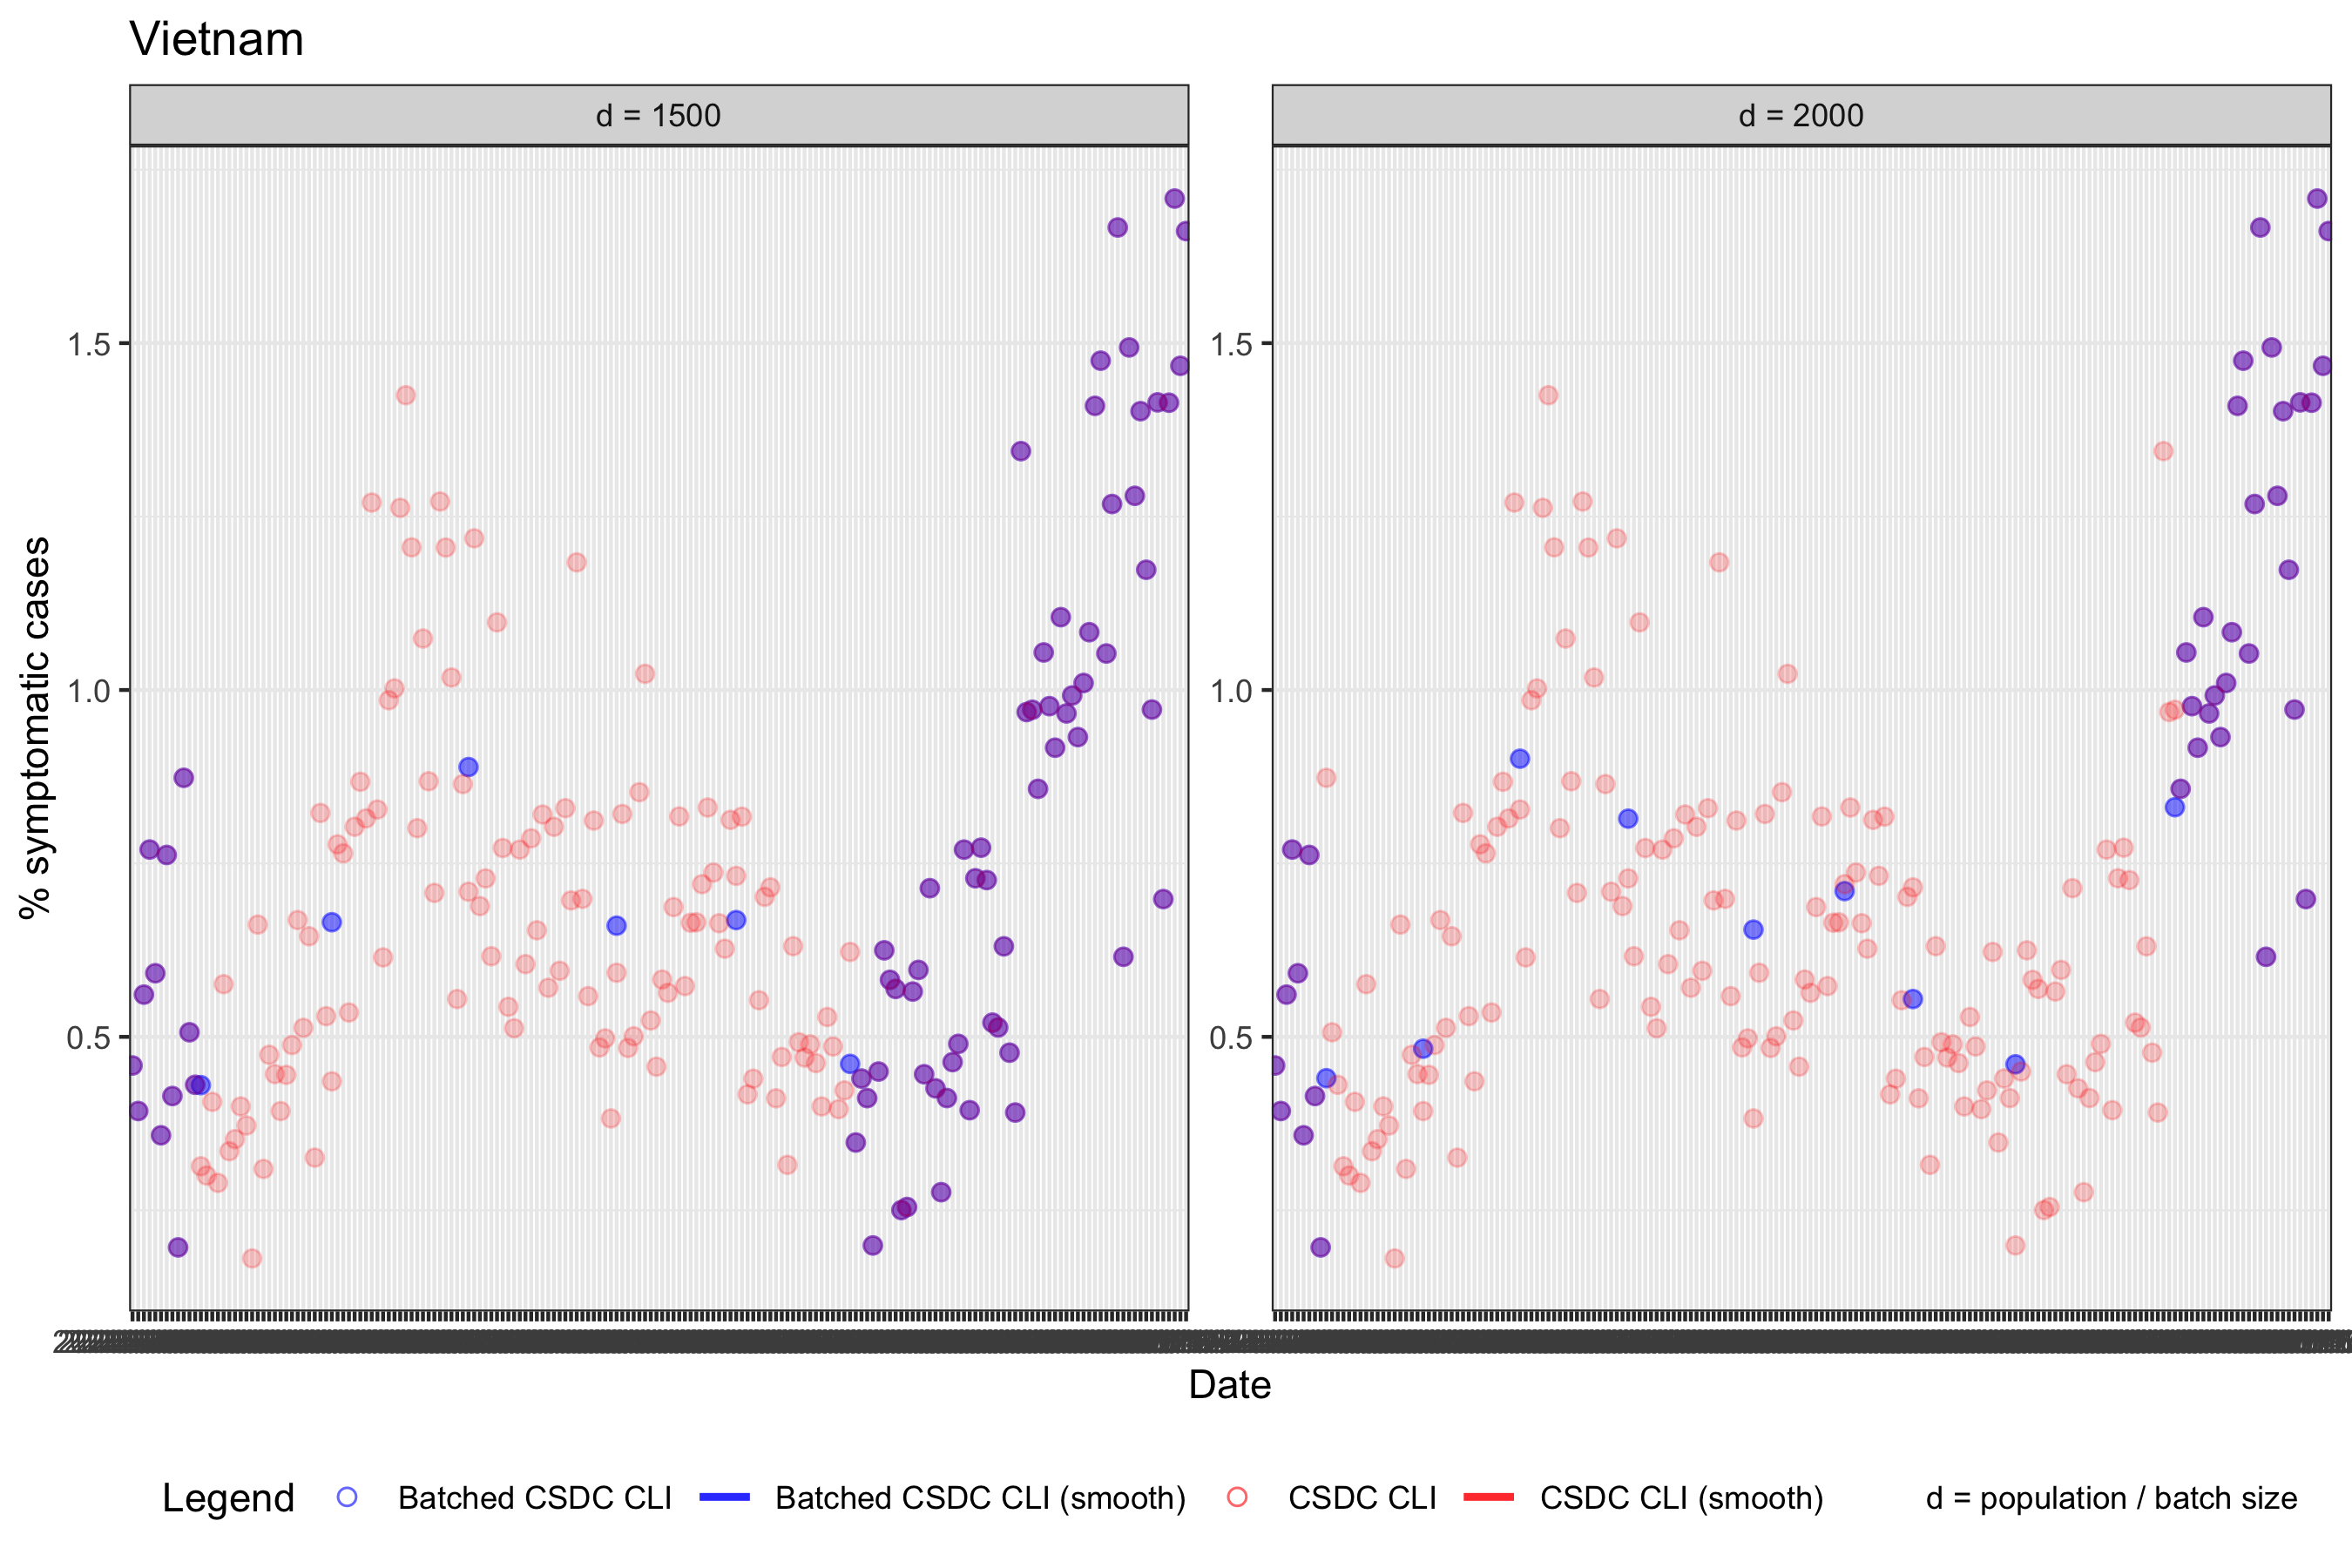 Vietnam
d = 1500
d = 2000
% symptomatic cases
1.5
1.0
0.5
1.5
1.0
0.5
Date
Legend
Batched CSDC CLI
Batched CSDC CLI (smooth)
CSDC CLI
CSDC CLI (smooth)
d = population / batch size